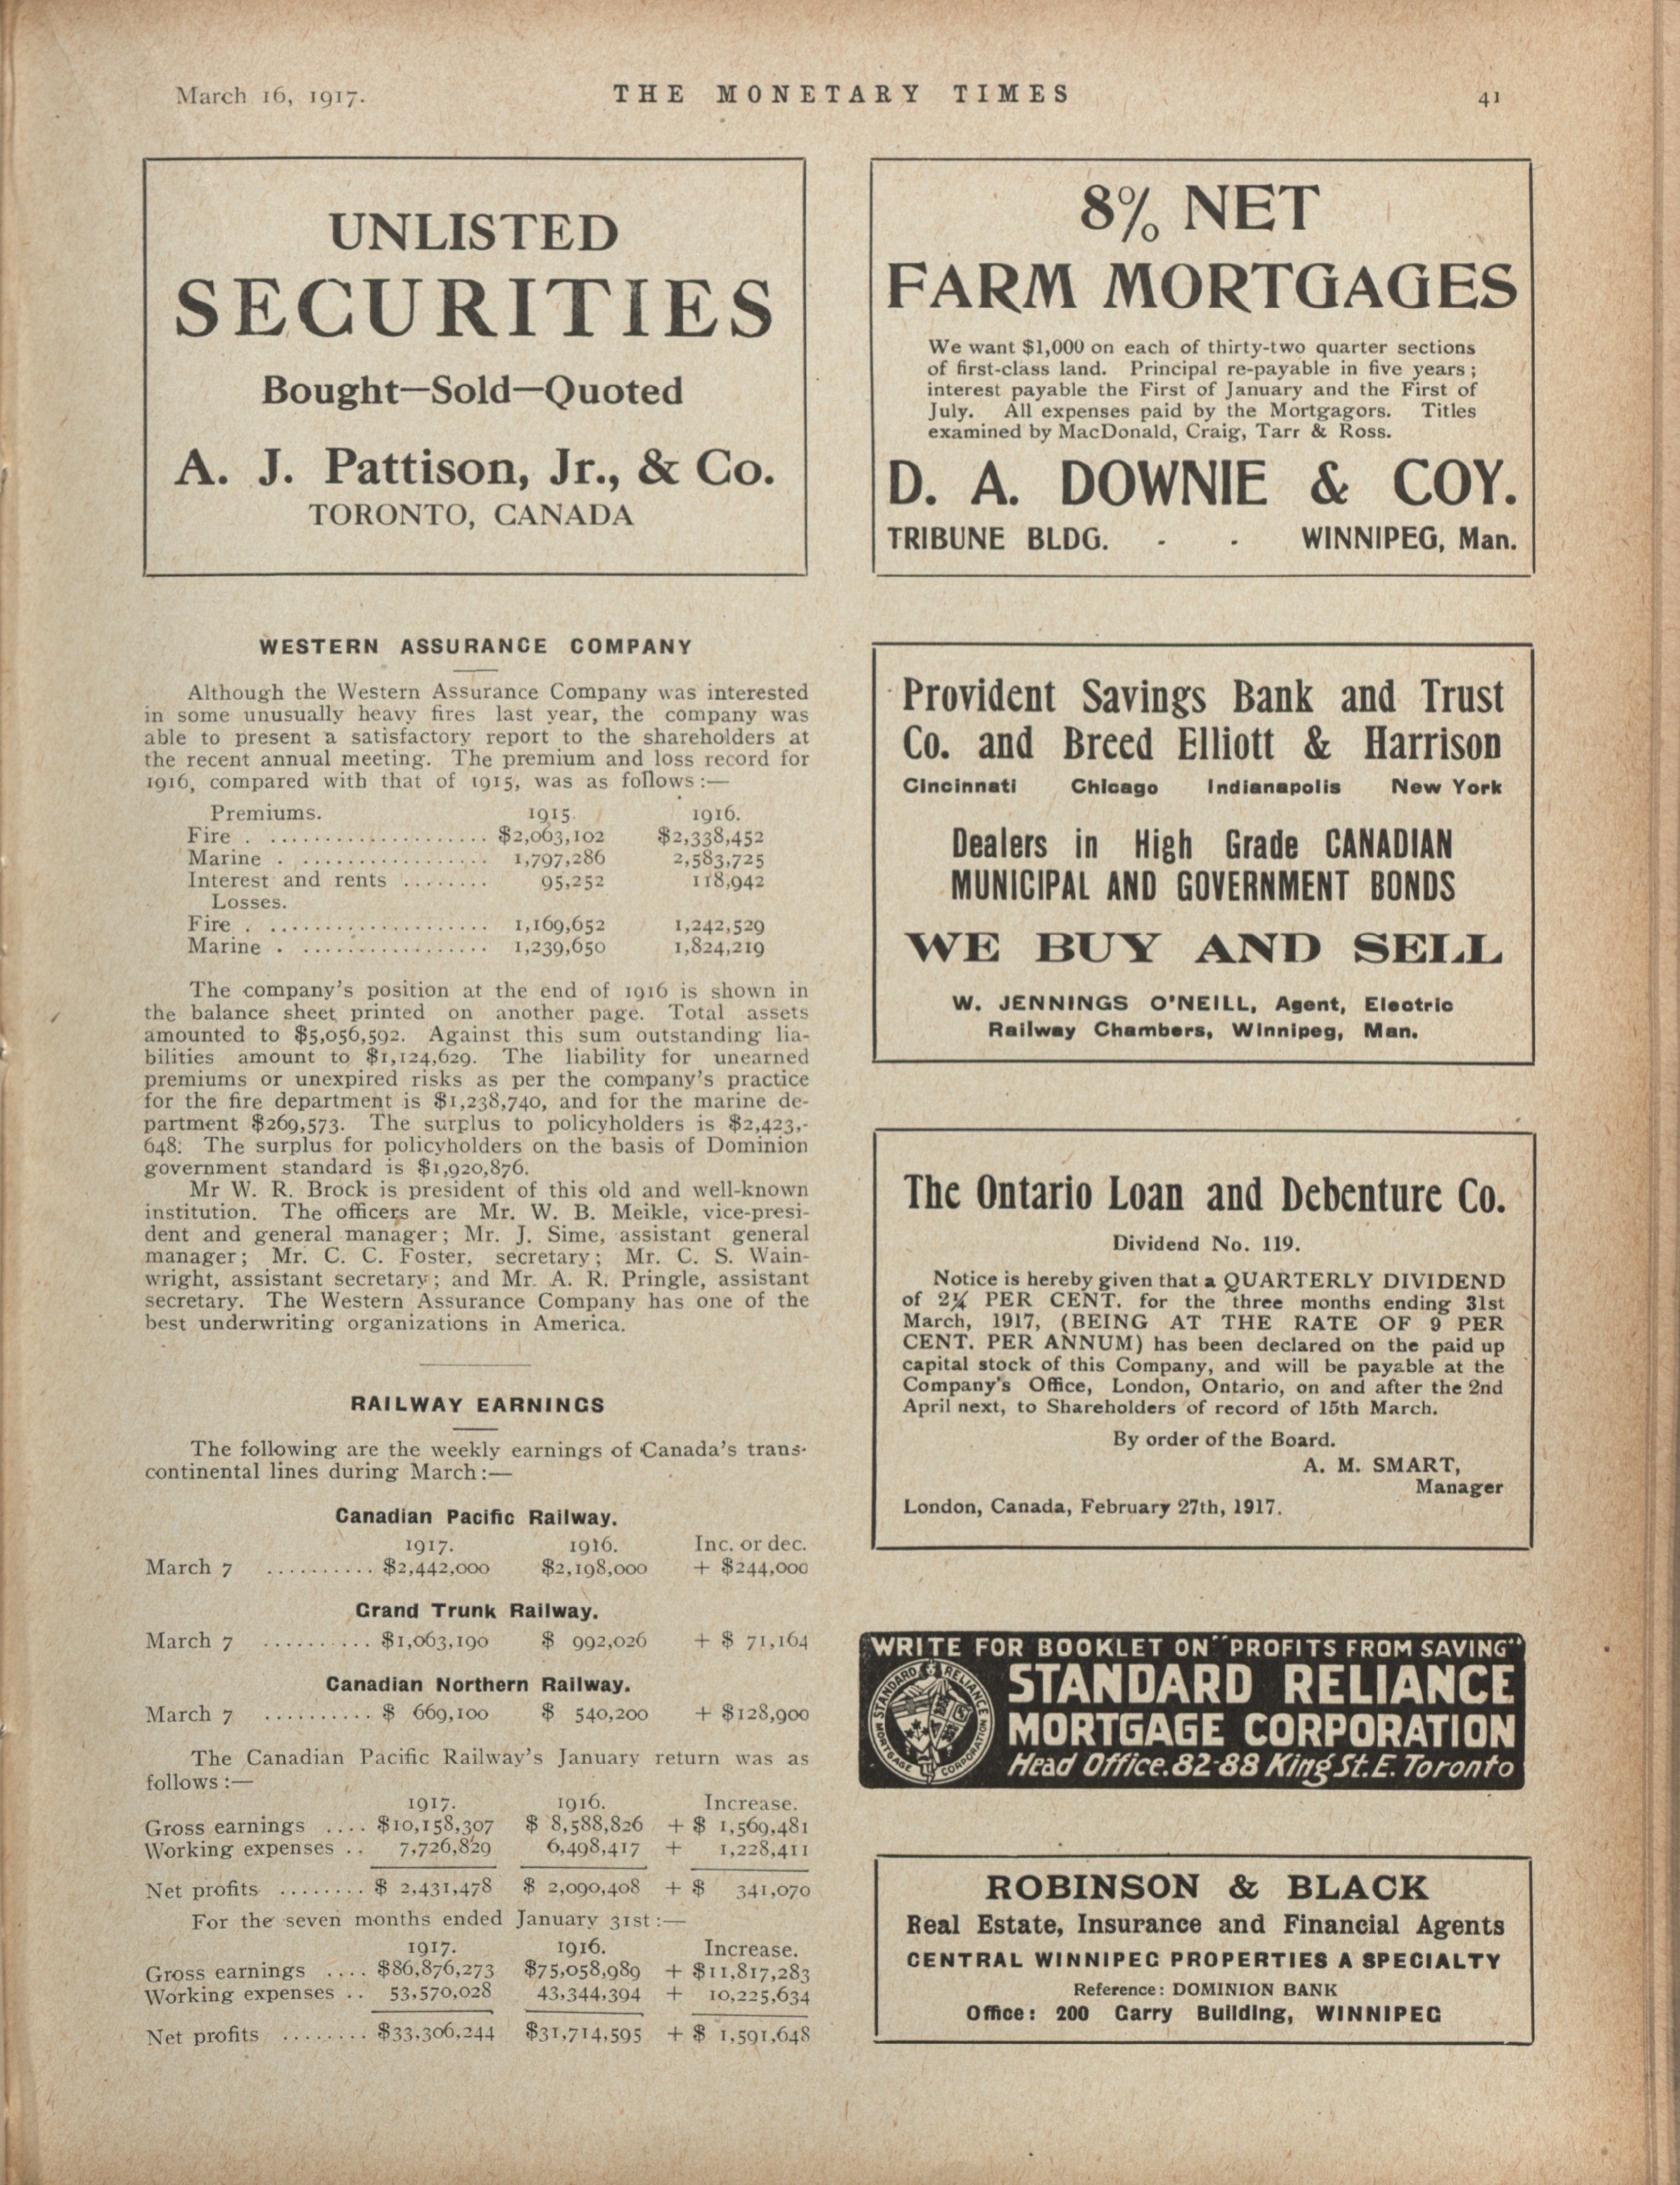 March 16, 1917.
THE MONETARY TIMES
41
UNLISTED
SECURITIES
Bought—Sold—Quoted
A. J. Pattison, Jr., & Co.
TORONTO, CANADA
WESTERN ASSURANCE COMPANY
Although the Western Assurance Company was interested
in some unusually heavy fires last year, the company was
able to present a satisfactory report to the shareholders at
the recent annual meeting. The premium and loss record for
1916, compared with that of 1915, was as follows:—
Premiums. 1915. 1916.
Fire . .................... $2,063,102 $2,338,452
Marine . ................. 1,797,286 2,583,725
Interest and rents ........ 95,252 118,942
Losses.
Fire . .................... 1,169,652 1,242,529
Marine . ................. 1,239,650 1,824,219
The company's position at the end of 1916 is shown in
the balance sheet printed on another page. Total assets
amounted to $5,056,592. Against this sum outstanding lia-
bilities amount to $1,124,629. The liability for unearned
premiums or unexpired risks as per the company's practice
for the fire department is $1,238,740, and for the marine de-
partment $269,573. The surplus to policyholders is $2,423,-
648. The surplus for policyholders on the basis of Dominion
government standard is $1,920,876.
Mr W. R. Brock is president of this old and well-known
institution. The officers are Mr. W. B. Meikle, vice-presi-
dent and general manager; Mr. J. Sime, assistant general
manager; Mr. C. C. Foster, secretary; Mr. C. S. Wain-
wright, assistant secretary; and Mr. A. R. Pringle, assistant
secretary. The Western Assurance Company has one of the
best underwriting organizations in America.
RAILWAY EARNINGS
The following are the weekly earnings of Canada's trans-
continental lines during March:—
Canadian Pacific Railway.
1917. 1916. Inc. or dec.
March 7 .......... $2,442,000 $2,198,000 + $244,000
Grand Trunk Railway.
March 7 .......... $1,063,190 $ 992,026 + $ 71,164
Canadian Northern Railway.
March 7 .......... $ 669,100 $ 540,200 + $128,900
The Canadian Pacific Railway's January return was as
follows:—
1917. 1916. Increase.
Gross earnings .... $10,158,307 $ 8,588,826 + $ 1,569,481
Working expenses .. 7,726,829 6,498,417 + 1,228,411
Net profits ........ $ 2,431,478 $ 2,090,408 + $ 341,070
For the seven months ended January 31st:—
1917. 1916. Increase.
Gross earnings .... $86,876,273 $75,058,989 + $11,817,283
Working expenses .. 53,570,028 43,344,394 + 10,225,634
Net profits ........ $33,306,244 $31,714,595 + $ 1,591,648
8% NET
FARM MORTGAGES
We want $1,000 on each of thirty-two quarter sections
of first-class land. Principal re-payable in five years;
interest payable the First of January and the First of
July. All expenses paid by the Mortgagors. Titles
examined by MacDonald, Craig, Tarr & Ross.
D. A. DOWNIE & COY.
TRIBUNE BLDG. - - WINNIPEG, Man.
Provident Savings Bank and Trust
Co. and Breed Elliott & Harrison
Cincinnati Chicago Indianapolis New York
Dealers in High Grade CANADIAN
MUNICIPAL AND GOVERNMENT BONDS
WE BUY AND SELL
W. JENNINGS O'NEILL, Agent, Electric
Railway Chambers, Winnipeg, Man.
The Ontario Loan and Debenture Co.
Dividend No. 119.
Notice is hereby given that a QUARTERLY DIVIDEND
of 2¼ PER CENT. for the three months ending 31st
March, 1917, (BEING AT THE RATE OF 9 PER
CENT. PER ANNUM) has been declared on the paid up
capital stock of this Company, and will be payable at the
Company's Office, London, Ontario, on and after the 2nd
April next, to Shareholders of record of 15th March.
By order of the Board.
A. M. SMART,
Manager
London, Canada, February 27th, 1917.
WRITE FOR BOOKLET ON "PROFITS FROM SAVING"
STANDARD RELIANCE
MORTGAGE CORPORATION
Head Office. 82-88 King St. E. Toronto
STANDARD RELIANCE MORTGAGE CORPORATION
ROBINSON & BLACK
Real Estate, Insurance and Financial Agents
CENTRAL WINNIPEG PROPERTIES A SPECIALTY
Reference: DOMINION BANK
Office: 200 Garry Building, WINNIPEG